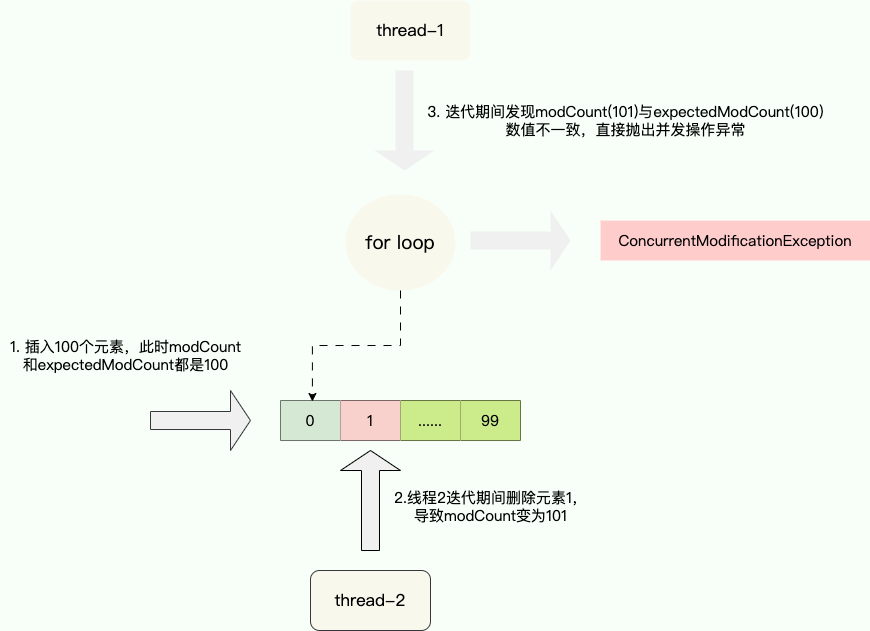 thread-1
3. 迭代期间发现modCount(101)与expectedModCount(100)
数值不一致，直接抛出并发操作异常
for loop
ConcurrentModificationException
1. 插入100个元素，此时modCount
和expectedModCount都是100
0
1
......
99
2.线程2迭代期间删除元素1，
导致modCount变为101
thread-2